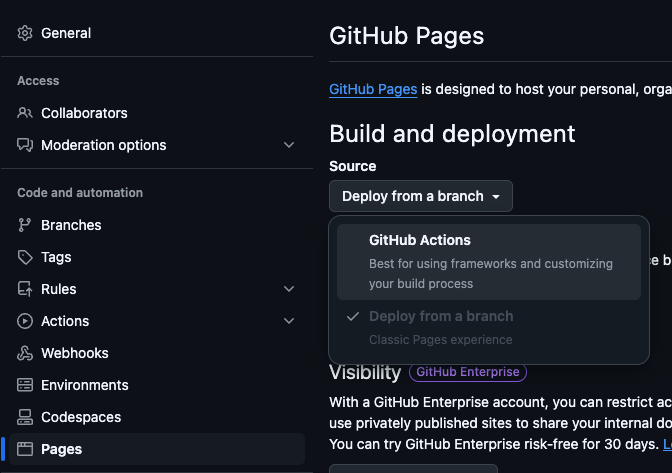 General
Access
Collaborators
Moderation options
Code and automation
Branches
Tags
Rules
Actions
Webhooks
Environments
Codespaces
Pages
GitHub Pages
GitHub Pages is designed to host your personal,
Build and deployment
Source
Deploy from a branch
GitHub Actions
Best for using frameworks and customizing
your build process
Deploy from a branch
Classic Pages experience
Visibility GitHub Enterprise
With a GitHub Enterprise account, you can restrict
use privately published sites to share your internal
You can try GitHub Enterprise risk-free for 30 days.